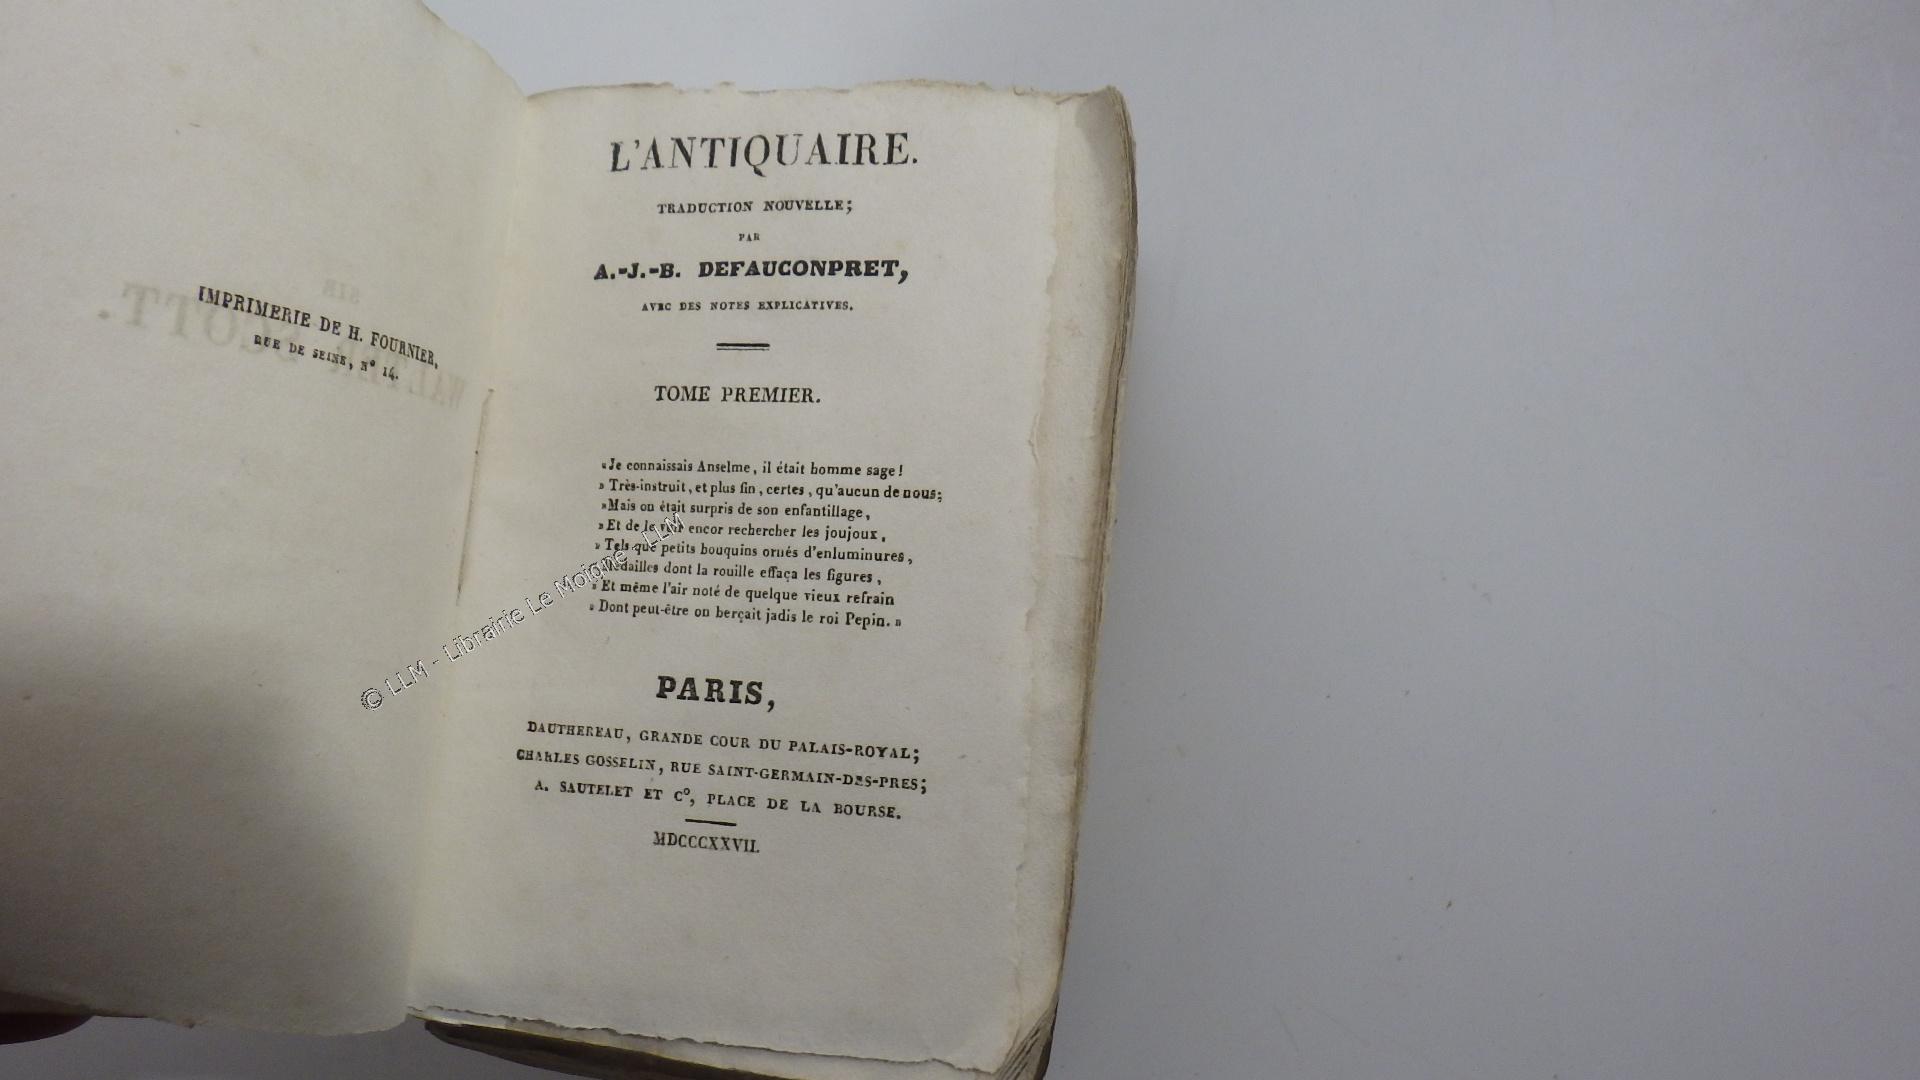 IMPRIMERIE DE H. FOURNIER,
RUE DE SEINE, N° 14.
L'ANTIQUAIRE.
TRADUCTION NOUVELLE;
PAR
A.-J.-B. DEFAUCONPRET,
AVEC DES NOTES EXPLICATIVES.
TOME PREMIER.
«Je connaissais Anselme, il était homme sage!
» Très-instruit, et plus fin, certes, qu'aucun de nous;
»Mais on était surpris de son enfantillage,
»Et de le voir encor rechercher les joujoux,
» Tels que petits bouquins ornés d'enluminures,
Médailles dont la rouille effaça les figures,
» Et même l'air noté de quelque vieux refrain
» Dont peut-être on berçait jadis le roi Pepin. »
PARIS,
DAUTHEREAU, GRANDE COUR DU PALAIS-ROYAL;
CHARLES GOSSELIN, RUE SAINT-GERMAIN-DES-PRES;
A. SAUTELET ET C°, PLACE DE LA BOURSE.
MDCCCXXVII.
SIR
WALTER SCOTT.
© LLM - Librairie Le Moigne - LLM